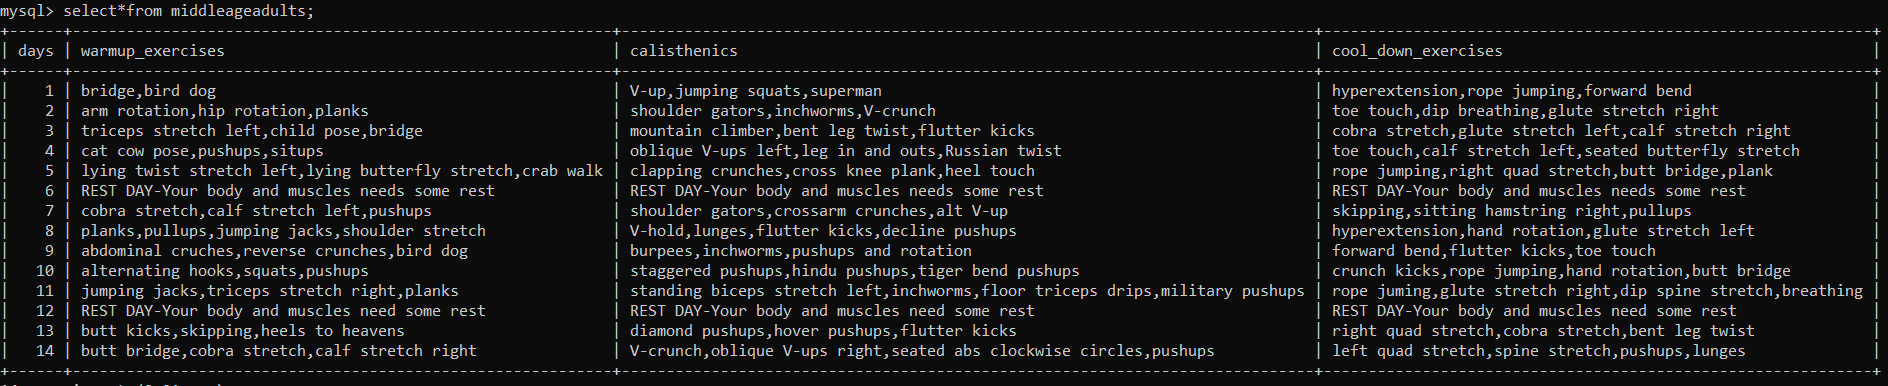 mysql> select*from middleageadults;
+------+------------------------------------------------------+---------------------------------------------------------------------+------------------------------------------------------+
| days | warmup_exercises                                     | calisthenics                                                        | cool_down_exercises                                  |
+------+------------------------------------------------------+---------------------------------------------------------------------+------------------------------------------------------+
|    1 | bridge,bird dog                                      | V-up,jumping squats,superman                                        | hyperextension,rope jumping,forward bend             |
|    2 | arm rotation,hip rotation,planks                     | shoulder gators,inchworms,V-crunch                                  | toe touch,dip breathing,glute stretch right          |
|    3 | triceps stretch left,child pose,bridge               | mountain climber,bent leg twist,flutter kicks                       | cobra stretch,glute stretch left,calf stretch right  |
|    4 | cat cow pose,pushups,situps                          | oblique V-ups left,leg in and outs,Russian twist                    | toe touch,calf stretch left,seated butterfly stretch |
|    5 | lying twist stretch left,lying butterfly stretch,crab walk | clapping crunches,cross knee plank,heel touch                       | rope jumping,right quad stretch,butt bridge,plank    |
|    6 | REST DAY-Your body and muscles needs some rest       | REST DAY-Your body and muscles needs some rest                      | REST DAY-Your body and muscles needs some rest       |
|    7 | cobra stretch,calf stretch left,pushups              | shoulder gators,crossarm crunches,alt V-up                          | skipping,sitting hamstring right,pullups             |
|    8 | planks,pullups,jumping jacks,shoulder stretch        | V-hold,lunges,flutter kicks,decline pushups                         | hyperextension,hand rotation,glute stretch left      |
|    9 | abdominal cruches,reverse crunches,bird dog          | burpees,inchworms,pushups and rotation                              | forward bend,flutter kicks,toe touch                 |
|   10 | alternating hooks,squats,pushups                     | staggered pushups,hindu pushups,tiger bend pushups                  | crunch kicks,rope jumping,hand rotation,butt bridge  |
|   11 | jumping jacks,triceps stretch right,planks           | standing biceps stretch left,inchworms,floor triceps drips,military pushups | rope juming,glute stretch right,dip spine stretch,breathing |
|   12 | REST DAY-Your body and muscles need some rest        | REST DAY-Your body and muscles need some rest                       | REST DAY-Your body and muscles need some rest        |
|   13 | butt kicks,skipping,heels to heavens                 | diamond pushups,hover pushups,flutter kicks                         | right quad stretch,cobra stretch,bent leg twist      |
|   14 | butt bridge,cobra stretch,calf stretch right         | V-crunch,oblique V-ups right,seated abs clockwise circles,pushups   | left quad stretch,spine stretch,pushups,lunges       |
+------+------------------------------------------------------+---------------------------------------------------------------------+------------------------------------------------------+